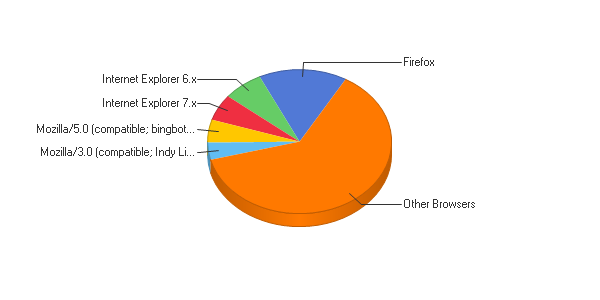 Firefox
Internet Explorer 6.x
Internet Explorer 7.x
Mozilla/5.0 (compatible; bingbot...
Mozilla/3.0 (compatible; Indy Li...
Other Browsers